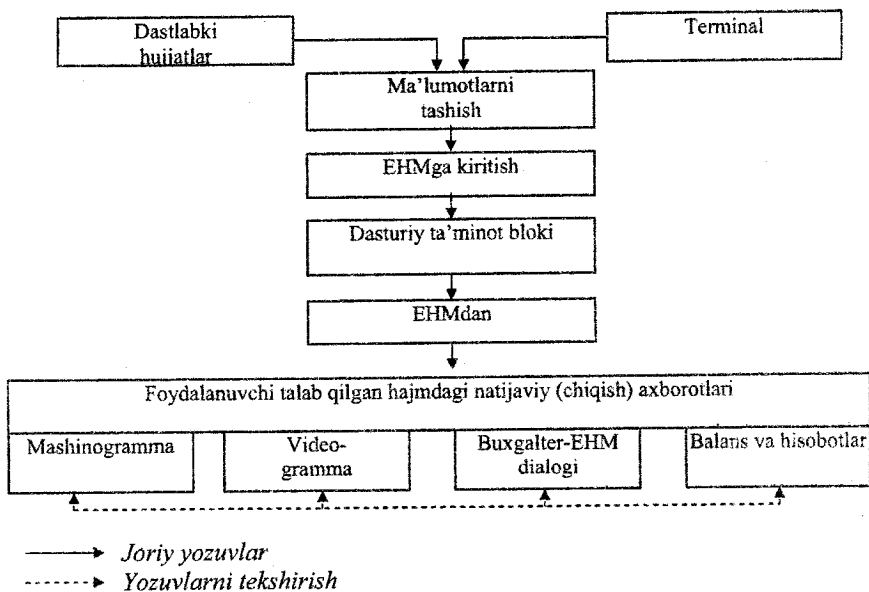 Dastlabki
hujjatlar
Terminal
Ma'lumotlarni
tashish
EHMga kiritish
Dasturiy ta'minot bloki
EHMdan
Foydalanuvchi talab qilgan hajmdagi natijaviy (chiqish) axborotlari
Mashinogramma
Video-
gramma
Buxgalter-EHM
dialogi
Balans va hisobotlar
Joriy yozuvlar
Yozuvlarni tekshirish